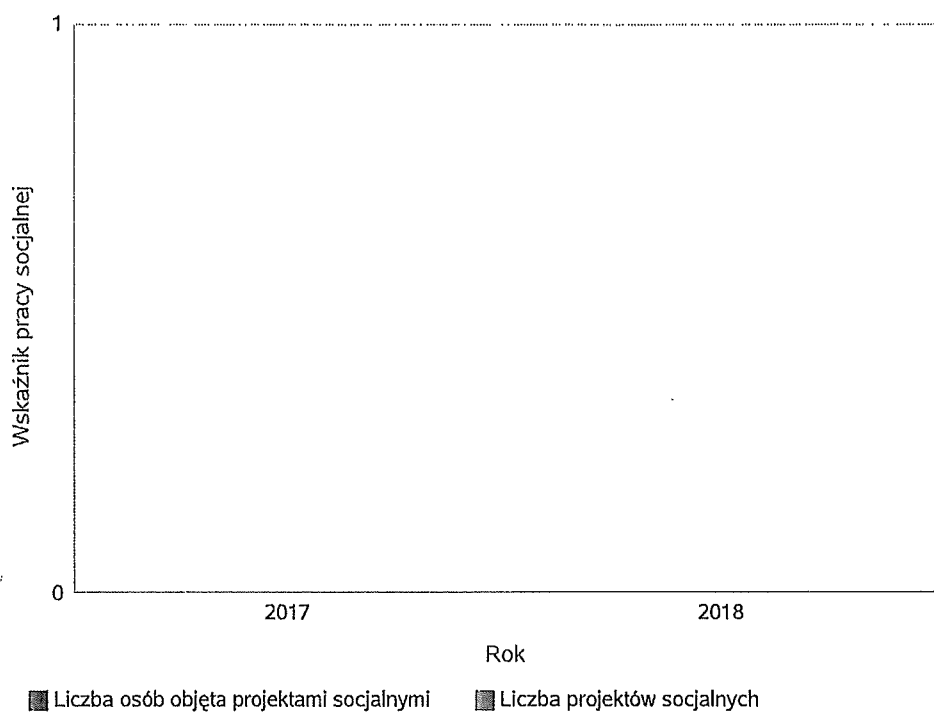 1
Wskaźnik pracy socjalnej
0
2017 2018
Rok
Liczba osób objęta projektami socjalnymi Liczba projektów socjalnych